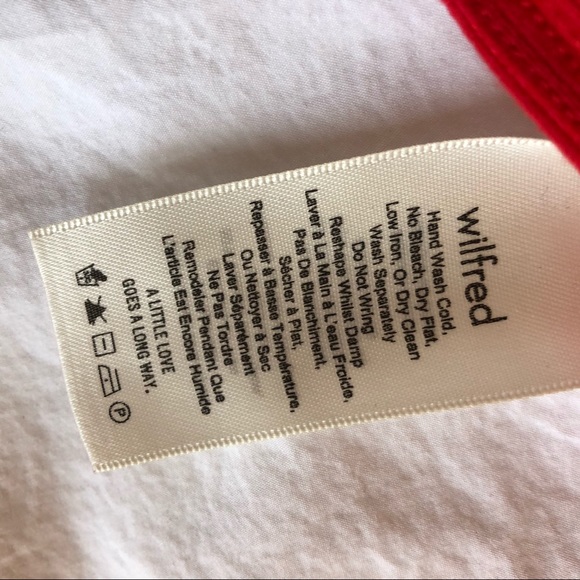 wilfred
Hand Wash Cold,
No Bleach, Dry Flat,
Low Iron, Or Dry Clean
Wash Separately
Do Not Wring
Reshape Whilst Damp
Laver à La Main à L'eau Froide,
Pas De Blanchiment,
Sécher à Plat,
Repasser à Basse Température,
Ou Nettoyer à Sec
Laver Séparément
Ne Pas Tordre
Remodeler Pendant Que
L'article Est Encore Humide
A LITTLE LOVE
GOES A LONG WAY.
P